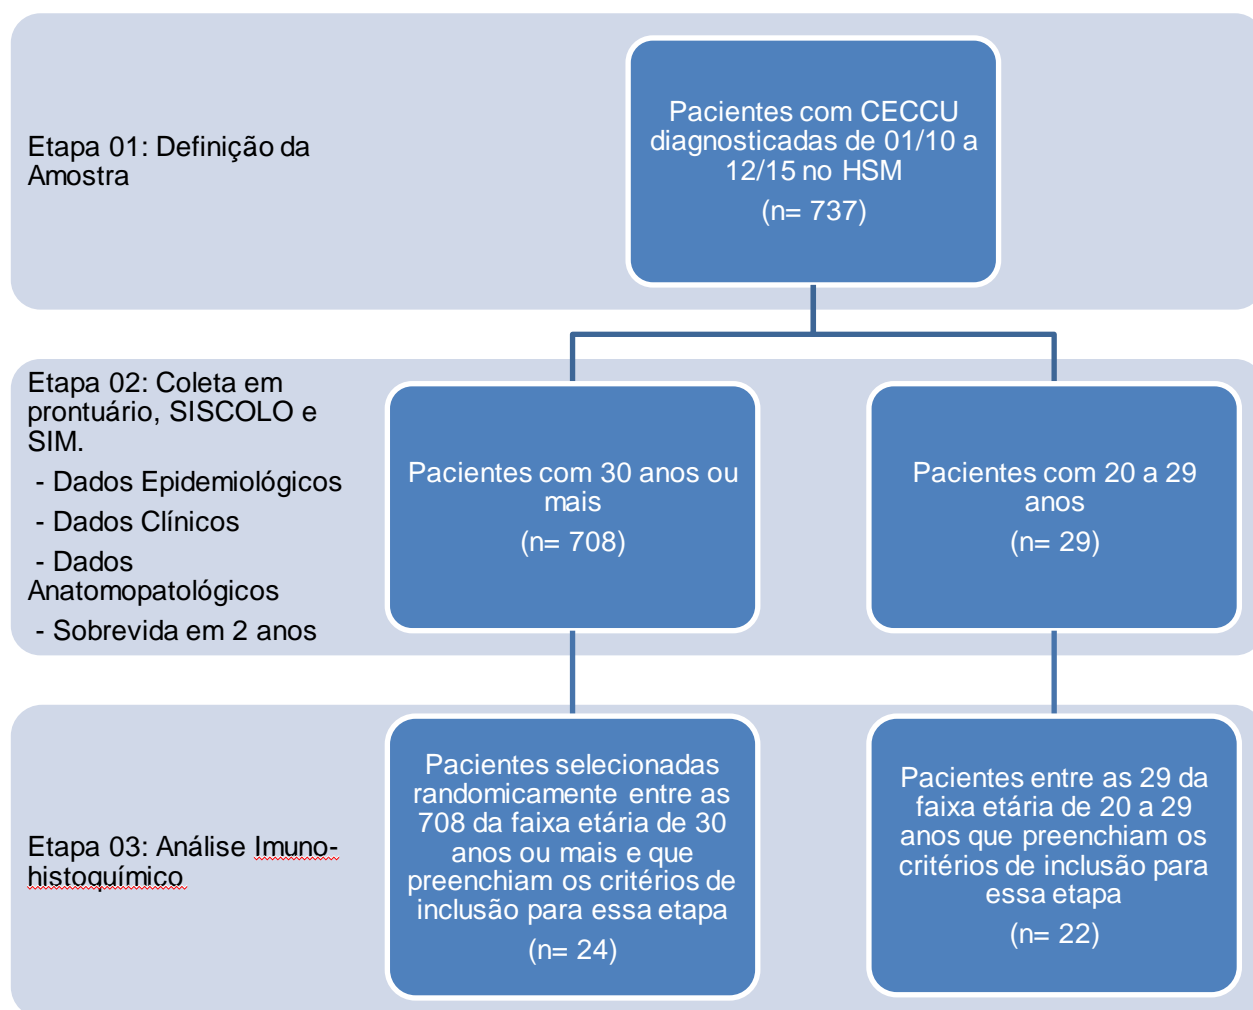 Etapa 01: Definição da
Amostra
Pacientes com CECCU
diagnosticadas de 01/10 a
12/15 no HSM
(n= 737)
Etapa 02: Coleta em
prontuário, SISCOLO e
SIM.
- Dados Epidemiológicos
- Dados Clínicos
- Dados
Anatomopatológicos
- Sobrevida em 2 anos
Pacientes com 30 anos ou
mais
(n= 708)
Pacientes com 20 a 29
anos
(n= 29)
Etapa 03: Análise Imuno-
histoquímico
Pacientes selecionadas
randomicamente entre as
708 da faixa etária de 30
anos ou mais e que
preenchiam os critérios de
inclusão para essa etapa
(n= 24)
Pacientes entre as 29 da
faixa etária de 20 a 29
anos que preenchiam os
critérios de inclusão para
essa etapa
(n= 22)